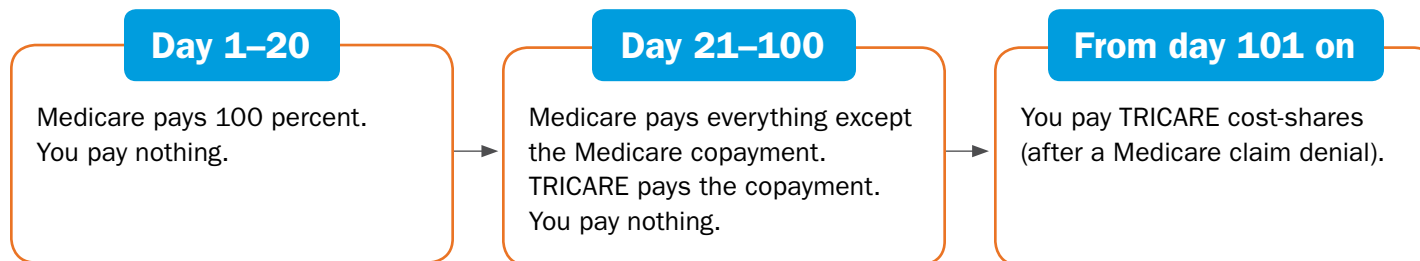 Day 1–20
Medicare pays 100 percent.
You pay nothing.
Day 21–100
Medicare pays everything except
the Medicare copayment.
TRICARE pays the copayment.
You pay nothing.
From day 101 on
You pay TRICARE cost-shares
(after a Medicare claim denial).